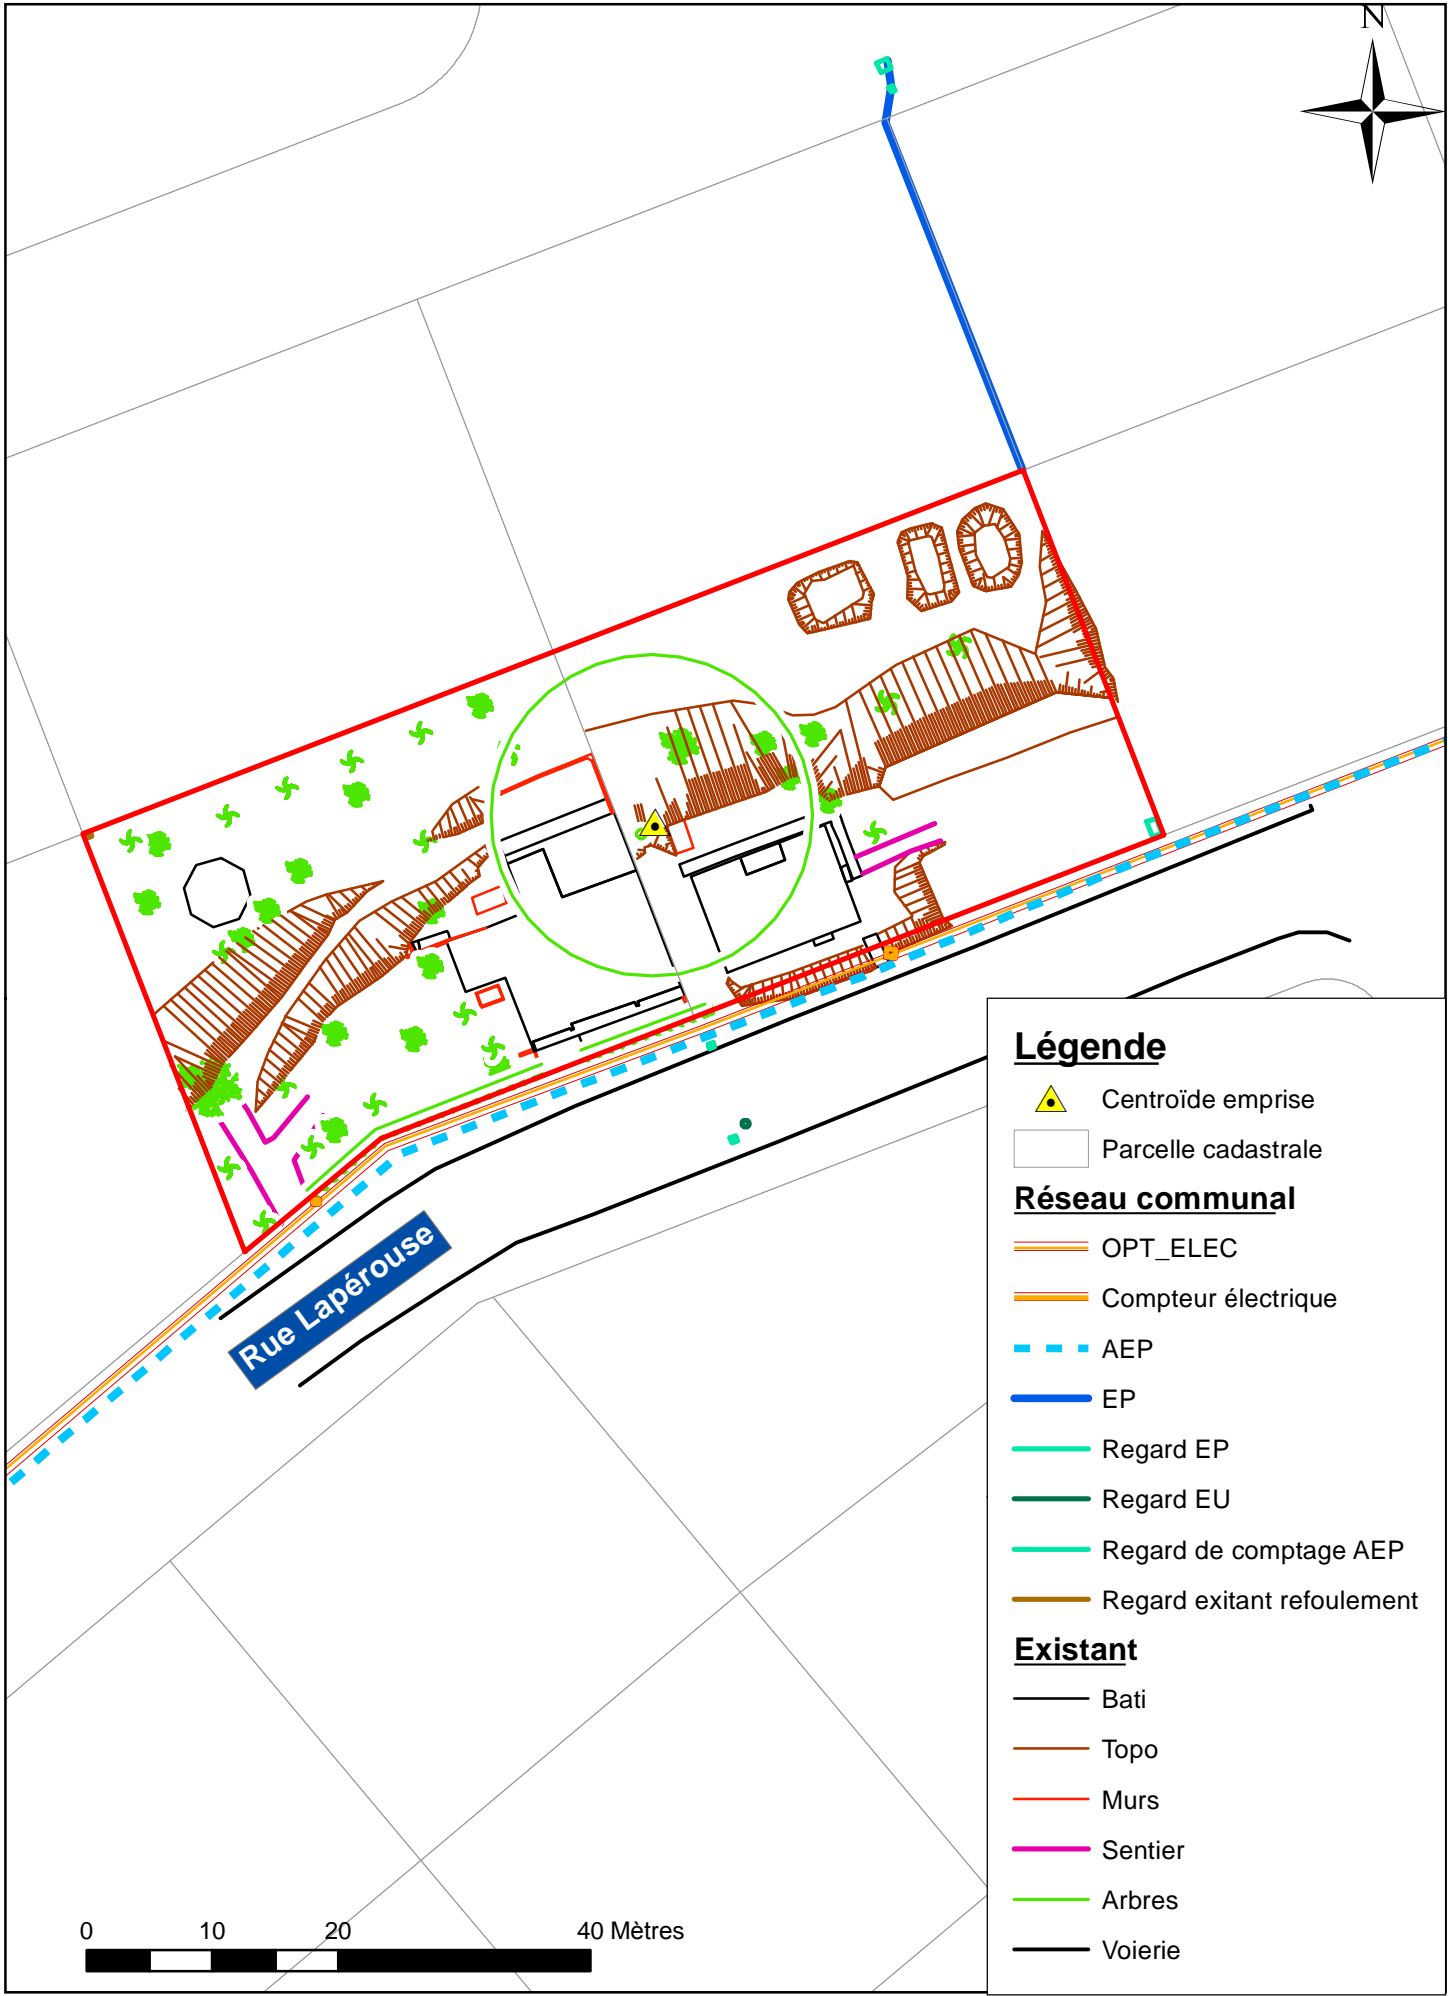 N
Rue Lapérouse
Légende
Centroïde emprise
Parcelle cadastrale
Réseau communal
OPT_ELEC
Compteur électrique
AEP
EP
Regard EP
Regard EU
Regard de comptage AEP
Regard exitant refoulement
Existant
Bati
Topo
Murs
Sentier
Arbres
Voierie
0 10 20 40 Mètres